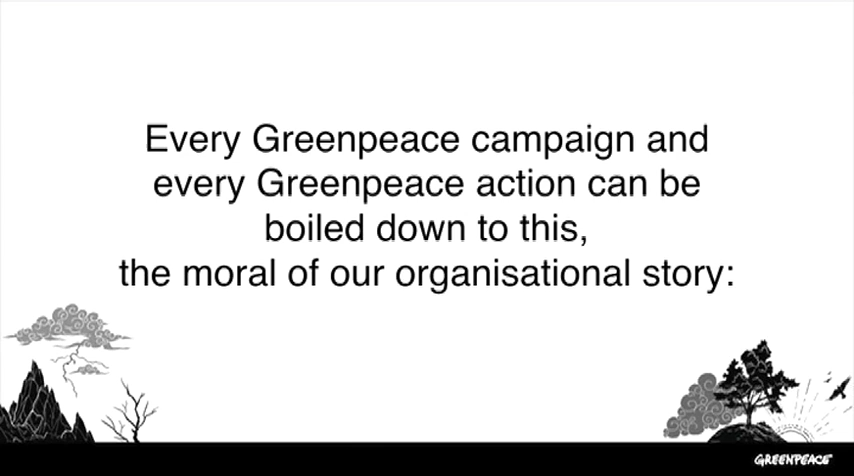 Every Greenpeace campaign and
every Greenpeace action can be
boiled down to this,
the moral of our organisational story:
GREENPEACE